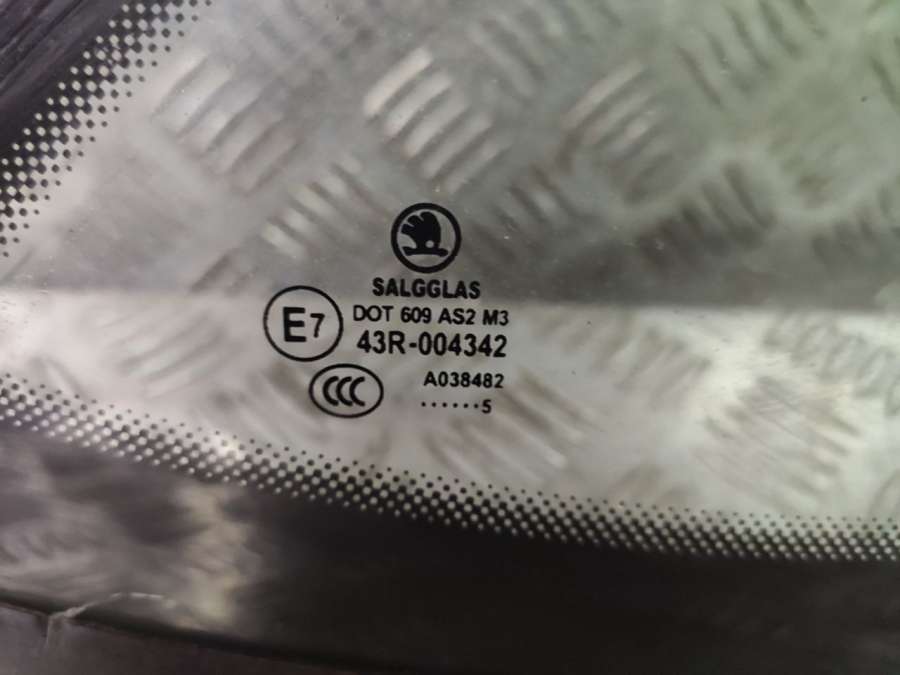 SALGGLAS
E7
DOT 609 AS2 M3
43R-004342
CCC
A038482
......5